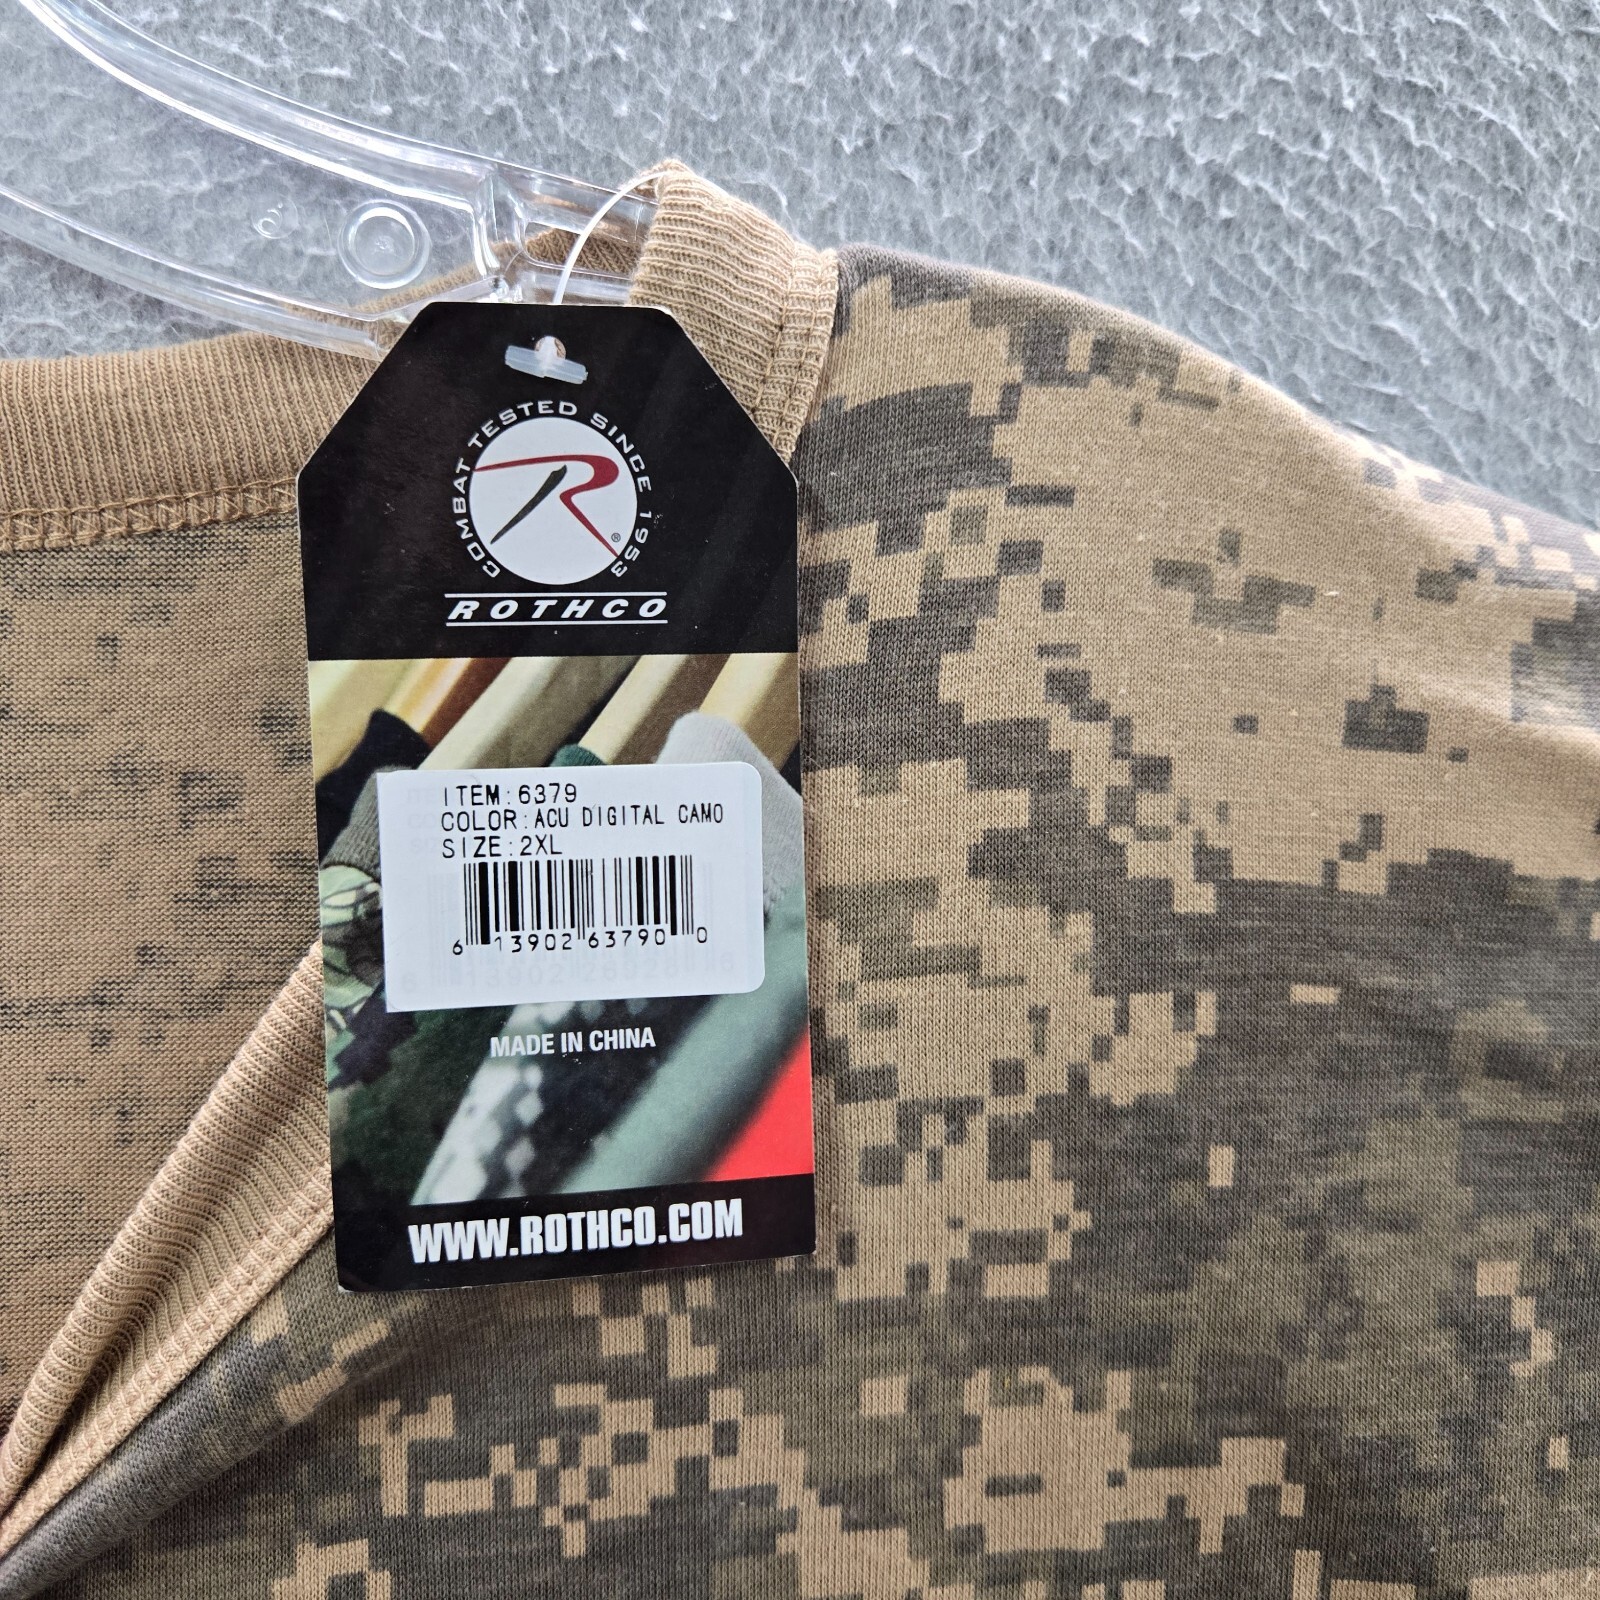 COMBAT TESTED SINCE 1953
R®
ROTHCO
ITEM:6379
COLOR:ACU DIGITAL CAMO
SIZE:2XL
6 13902 63790 0
MADE IN CHINA
WWW.ROTHCO.COM